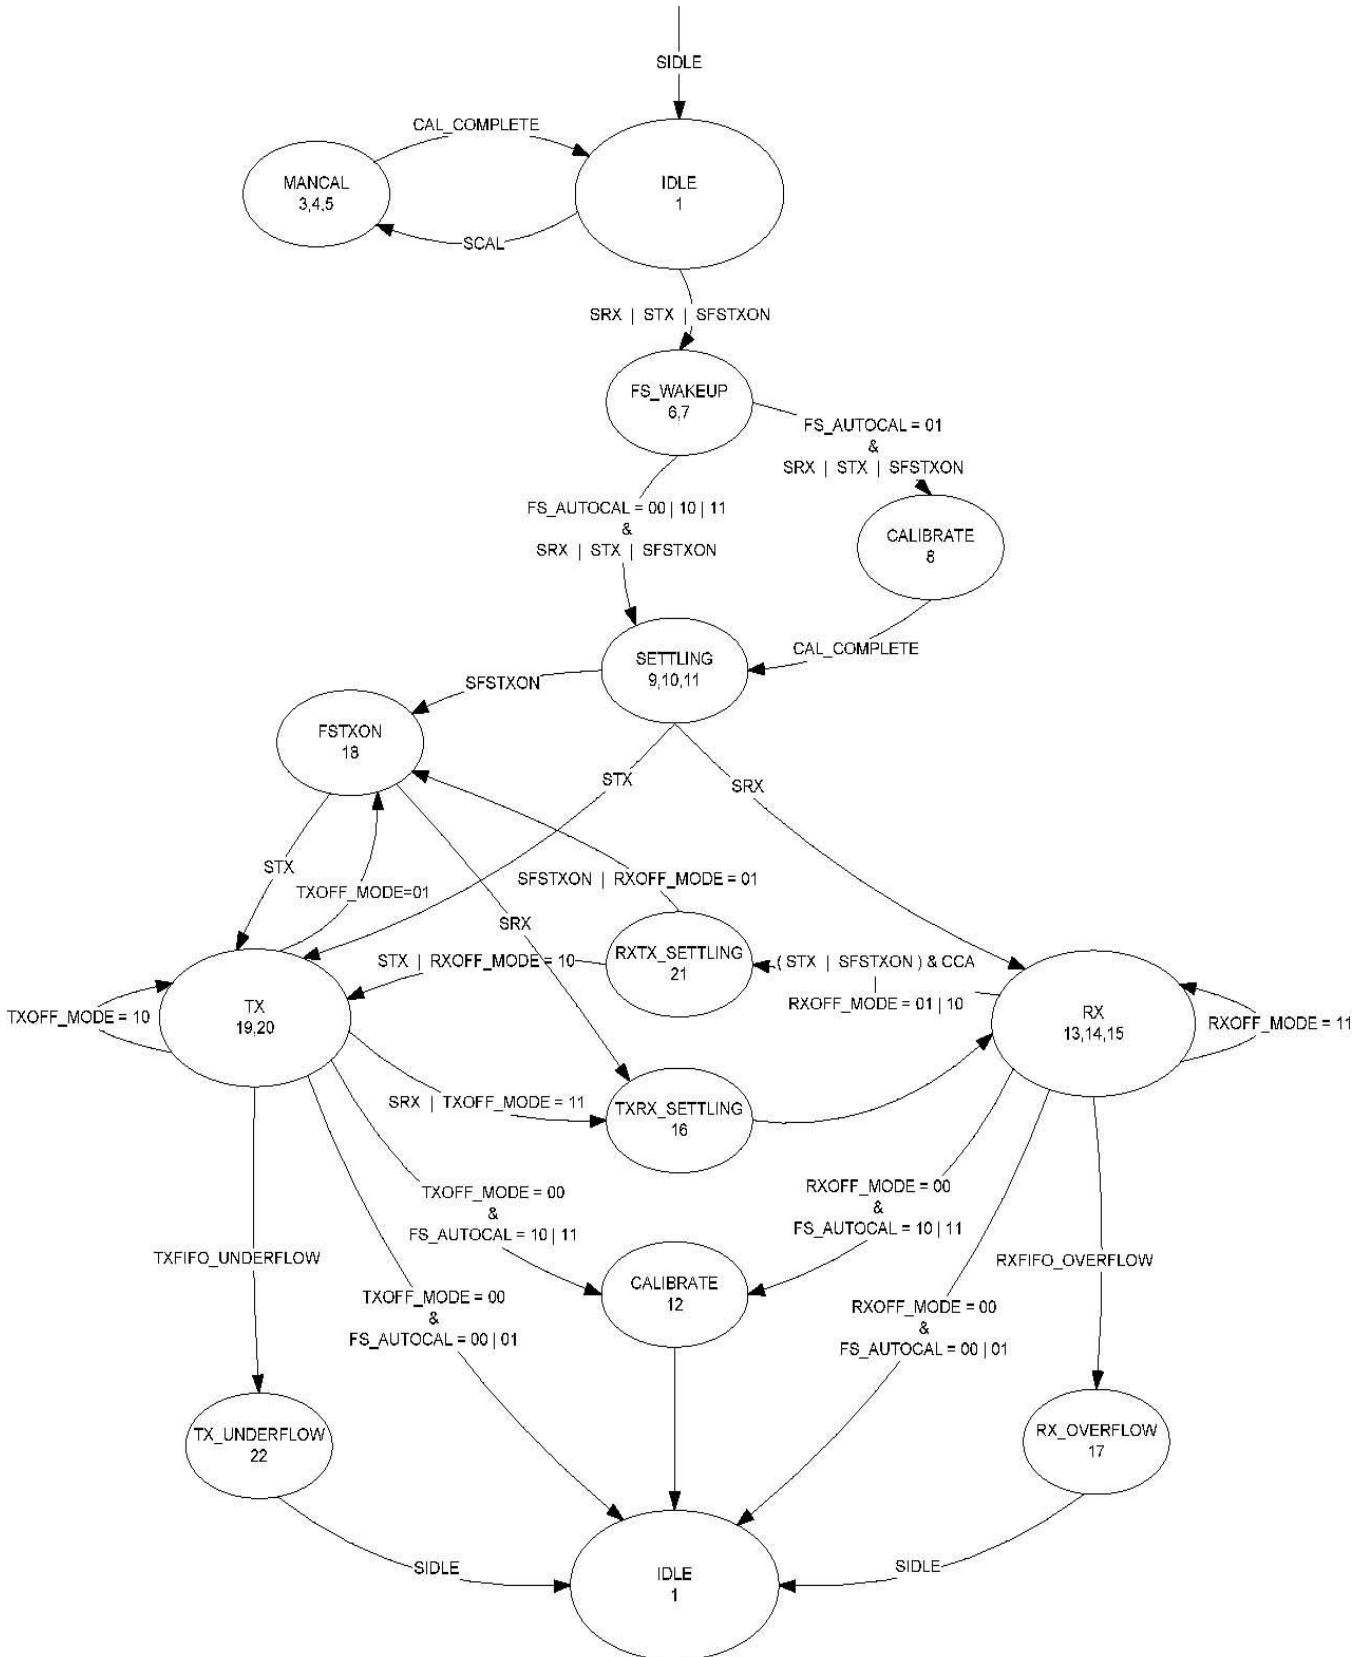 SIDLE
CAL_COMPLETE
MANCAL
3,4,5
IDLE
1
SCAL
SRX | STX | SFSTXON
FS_WAKEUP
6,7
FS_AUTOCAL = 01
&
SRX | STX | SFSTXON
FS_AUTOCAL = 00 | 10 | 11
&
SRX | STX | SFSTXON
CALIBRATE
8
CAL_COMPLETE
SETTLING
9,10,11
SFSTXON
FSTXON
18
STX
SRX
STX
TXOFF_MODE=01
SFSTXON | RXOFF_MODE = 01
SRX
RXTX_SETTLING
21
STX | RXOFF_MODE = 10
( STX | SFSTXON ) & CCA
|
RXOFF_MODE = 01 | 10
TX
19,20
TXOFF_MODE = 10
RX
13,14,15
RXOFF_MODE = 11
SRX | TXOFF_MODE = 11
TXRX_SETTLING
16
TXOFF_MODE = 00
&
FS_AUTOCAL = 10 | 11
RXOFF_MODE = 00
&
FS_AUTOCAL = 10 | 11
TXFIFO_UNDERFLOW
RXFIFO_OVERFLOW
CALIBRATE
12
TXOFF_MODE = 00
&
FS_AUTOCAL = 00 | 01
RXOFF_MODE = 00
&
FS_AUTOCAL = 00 | 01
TX_UNDERFLOW
22
RX_OVERFLOW
17
SIDLE
SIDLE
IDLE
1